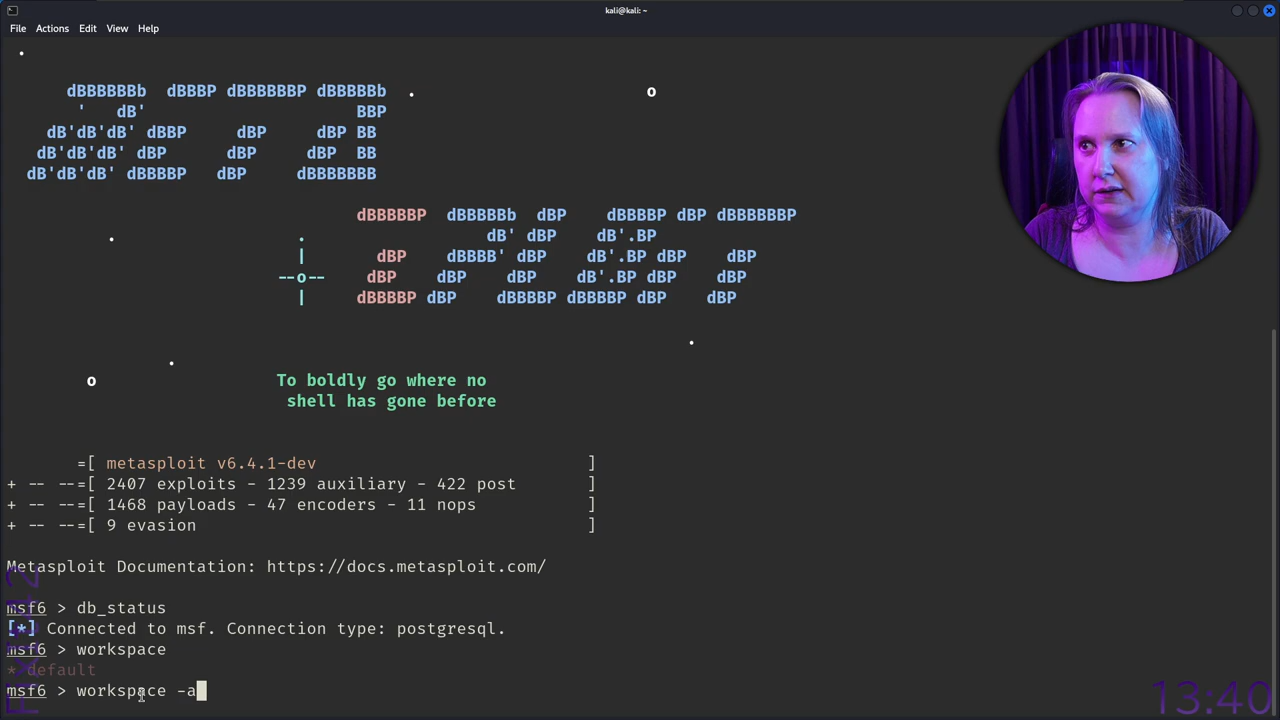 kali@kali: ~
File Actions Edit View Help
dBBBBBBb dBBBP dBBBBBBP dBBBBBb . o
' dB' BBP
dB'dB'dB' dBBP dBP dBP BB
dB'dB'dB' dBP dBP dBP BB
dB'dB'dB' dBBBBP dBP dBBBBBBB
dBBBBBP dBBBBBb dBP dBBBBP dBP dBBBBBBP
. . dB' dBP dB'.BP
| dBP dBBBB' dBP dB'.BP dBP dBP
--o-- dBP dBP dBP dB'.BP dBP dBP
| dBBBBP dBP dBBBBP dBBBBP dBP dBP
.
.
o To boldly go where no
shell has gone before
=[ metasploit v6.4.1-dev ]
+ -- --=[ 2407 exploits - 1239 auxiliary - 422 post ]
+ -- --=[ 1468 payloads - 47 encoders - 11 nops ]
+ -- --=[ 9 evasion ]
Metasploit Documentation: https://docs.metasploit.com/
msf6 > db_status
[*] Connected to msf. Connection type: postgresql.
msf6 > workspace
* default
msf6 > workspace -a
13:40